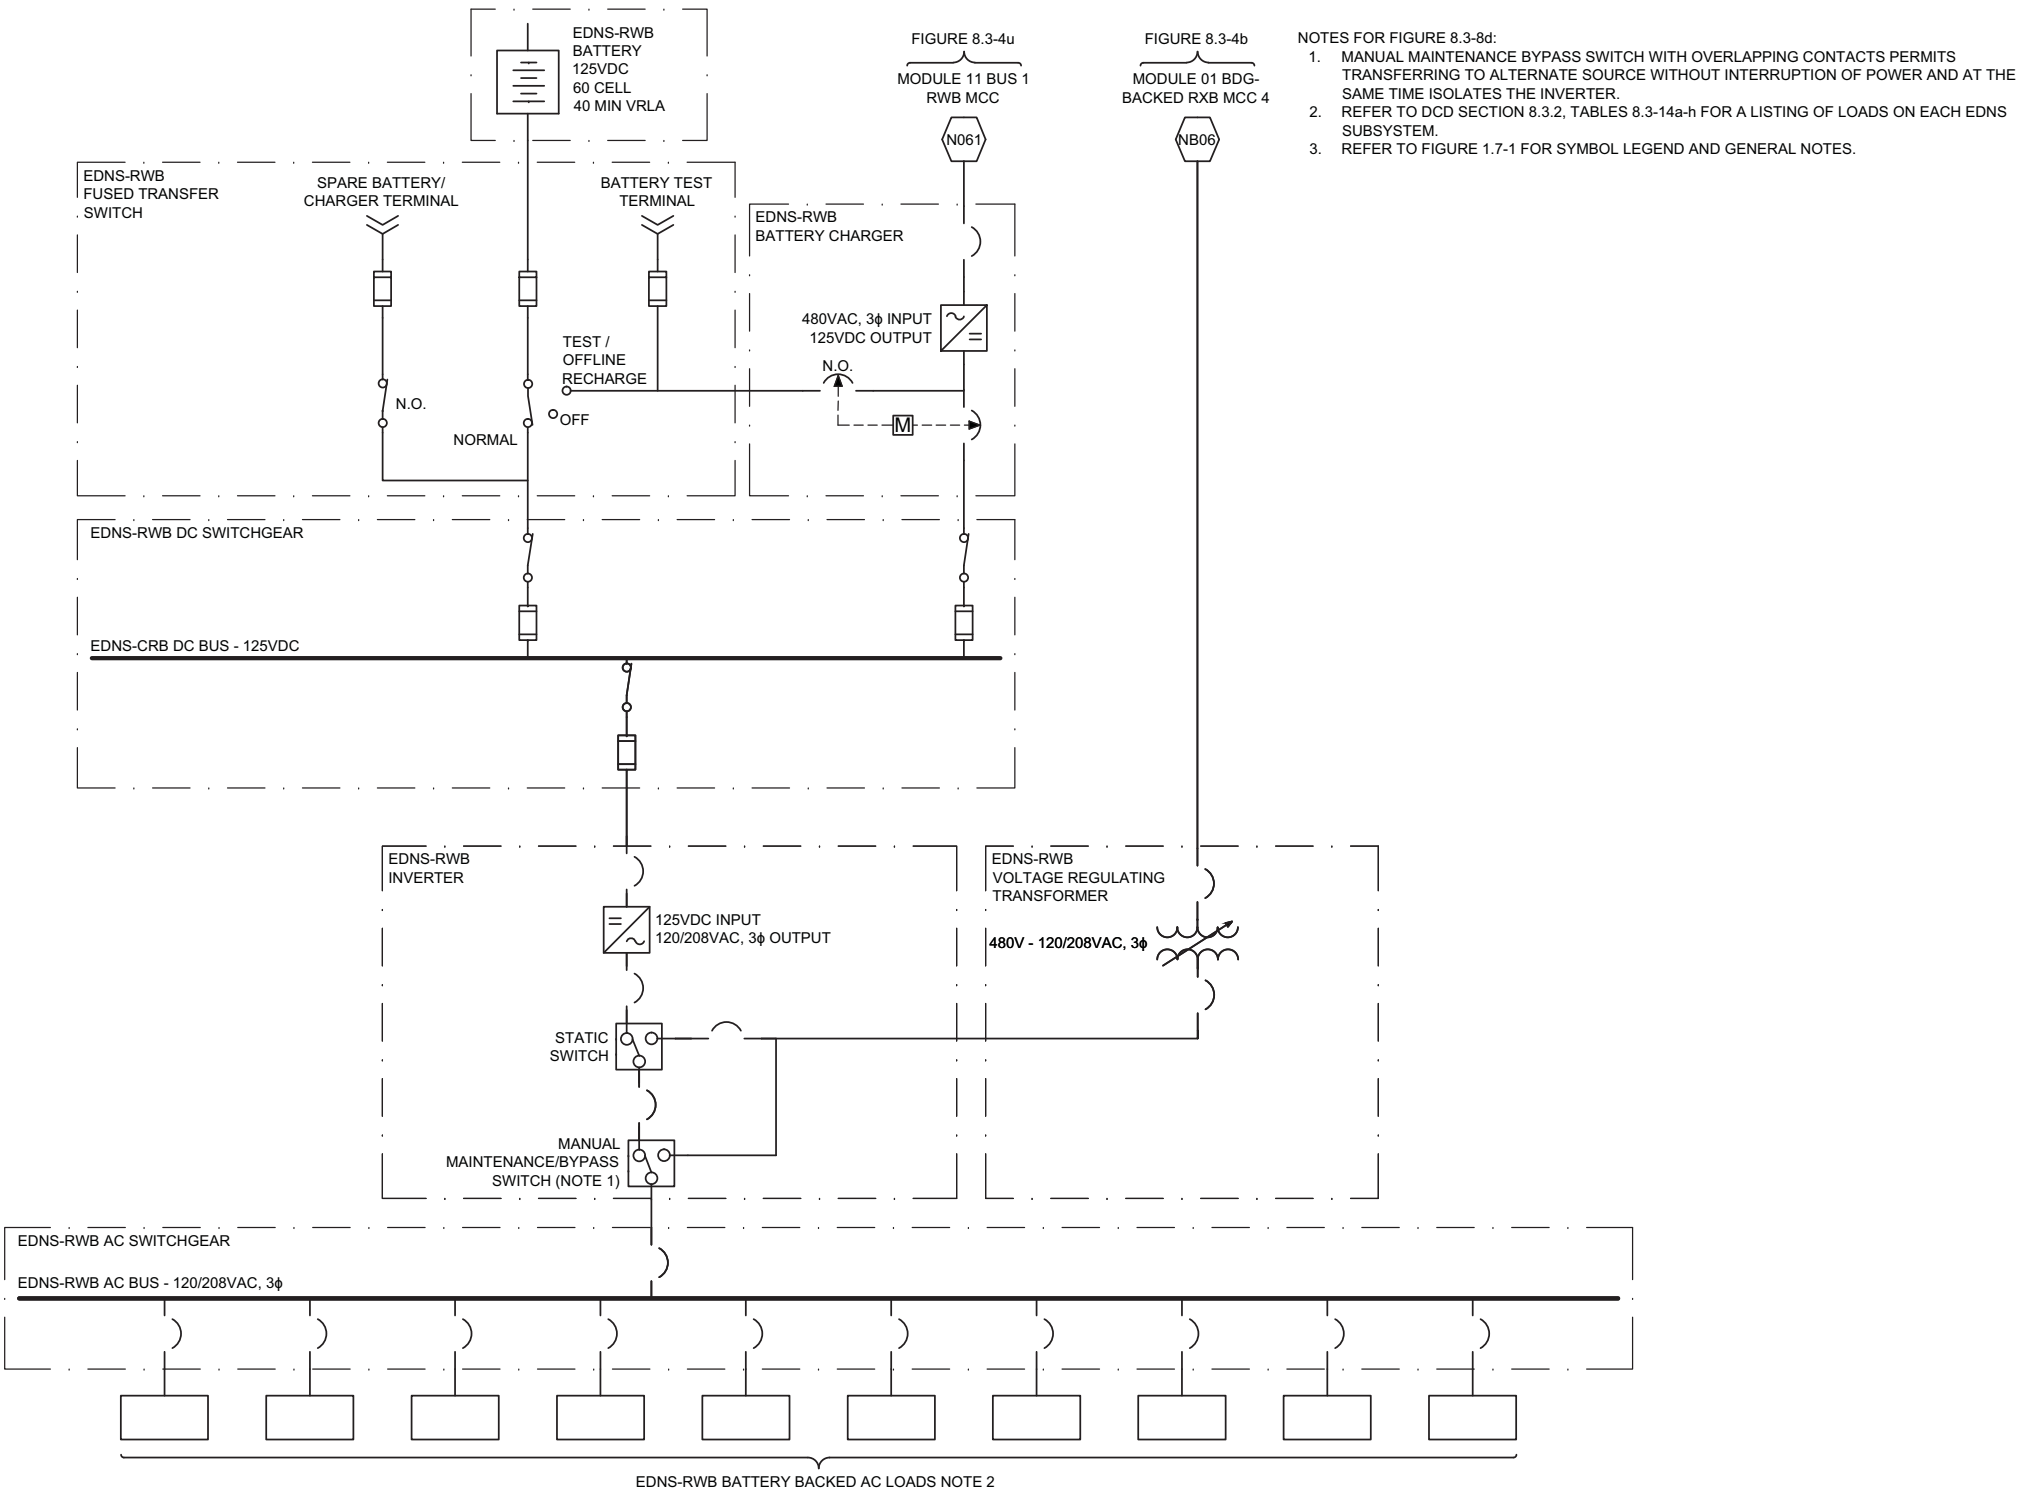 EDNS-RWB
BATTERY
125VDC
60 CELL
40 MIN VRLA
FIGURE 8.3-4u
MODULE 11 BUS 1
RWB MCC
N061
FIGURE 8.3-4b
MODULE 01 BDG-
BACKED RXB MCC 4
NB06
NOTES FOR FIGURE 8.3-8d:
1. MANUAL MAINTENANCE BYPASS SWITCH WITH OVERLAPPING CONTACTS PERMITS
TRANSFERRING TO ALTERNATE SOURCE WITHOUT INTERRUPTION OF POWER AND AT THE
SAME TIME ISOLATES THE INVERTER.
2. REFER TO DCD SECTION 8.3.2, TABLES 8.3-14a-h FOR A LISTING OF LOADS ON EACH EDNS
SUBSYSTEM.
3. REFER TO FIGURE 1.7-1 FOR SYMBOL LEGEND AND GENERAL NOTES.
EDNS-RWB
FUSED TRANSFER
SWITCH
SPARE BATTERY/
CHARGER TERMINAL
BATTERY TEST
TERMINAL
EDNS-RWB
BATTERY CHARGER
480VAC, 3ϕ INPUT
125VDC OUTPUT
TEST /
OFFLINE
RECHARGE
N.O.
N.O.
OFF
M
NORMAL
EDNS-RWB DC SWITCHGEAR
EDNS-CRB DC BUS - 125VDC
EDNS-RWB
INVERTER
125VDC INPUT
120/208VAC, 3ϕ OUTPUT
EDNS-RWB
VOLTAGE REGULATING
TRANSFORMER
480V - 120/208VAC, 3ϕ
STATIC
SWITCH
MANUAL
MAINTENANCE/BYPASS
SWITCH (NOTE 1)
EDNS-RWB AC SWITCHGEAR
EDNS-RWB AC BUS - 120/208VAC, 3ϕ
EDNS-RWB BATTERY BACKED AC LOADS NOTE 2